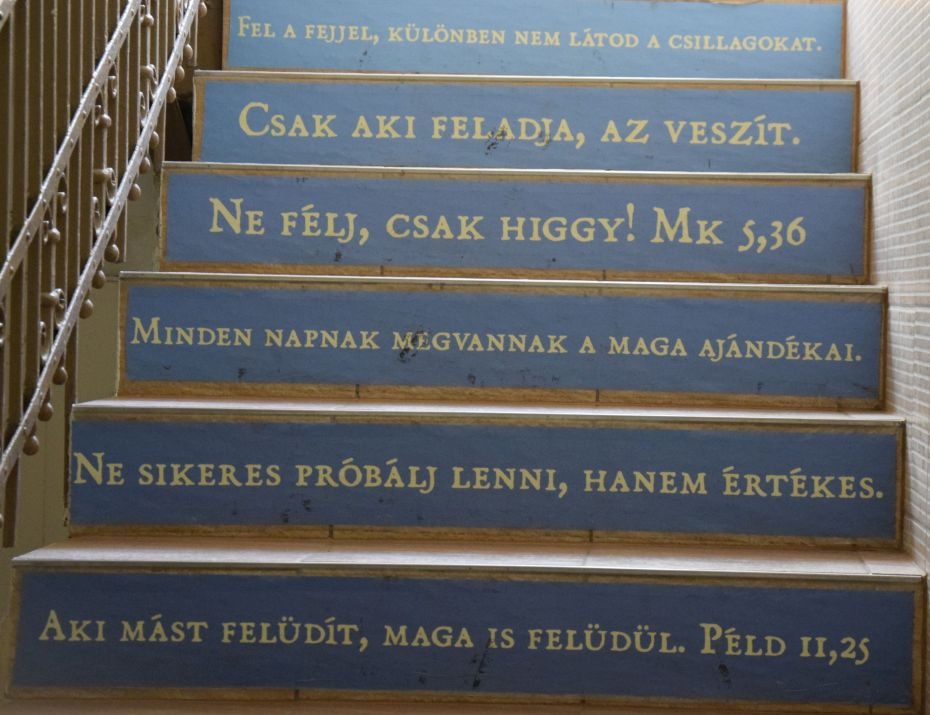 Fel a fejjel, különben nem látod a csillagokat.
Csak aki feladja, az veszít.
Ne félj, csak higgy! Mk 5,36
Minden napnak megvannak a maga ajándékai.
Ne sikeres próbálj lenni, hanem értékes.
Aki mást felüdít, maga is felüdül. Péld 11,25